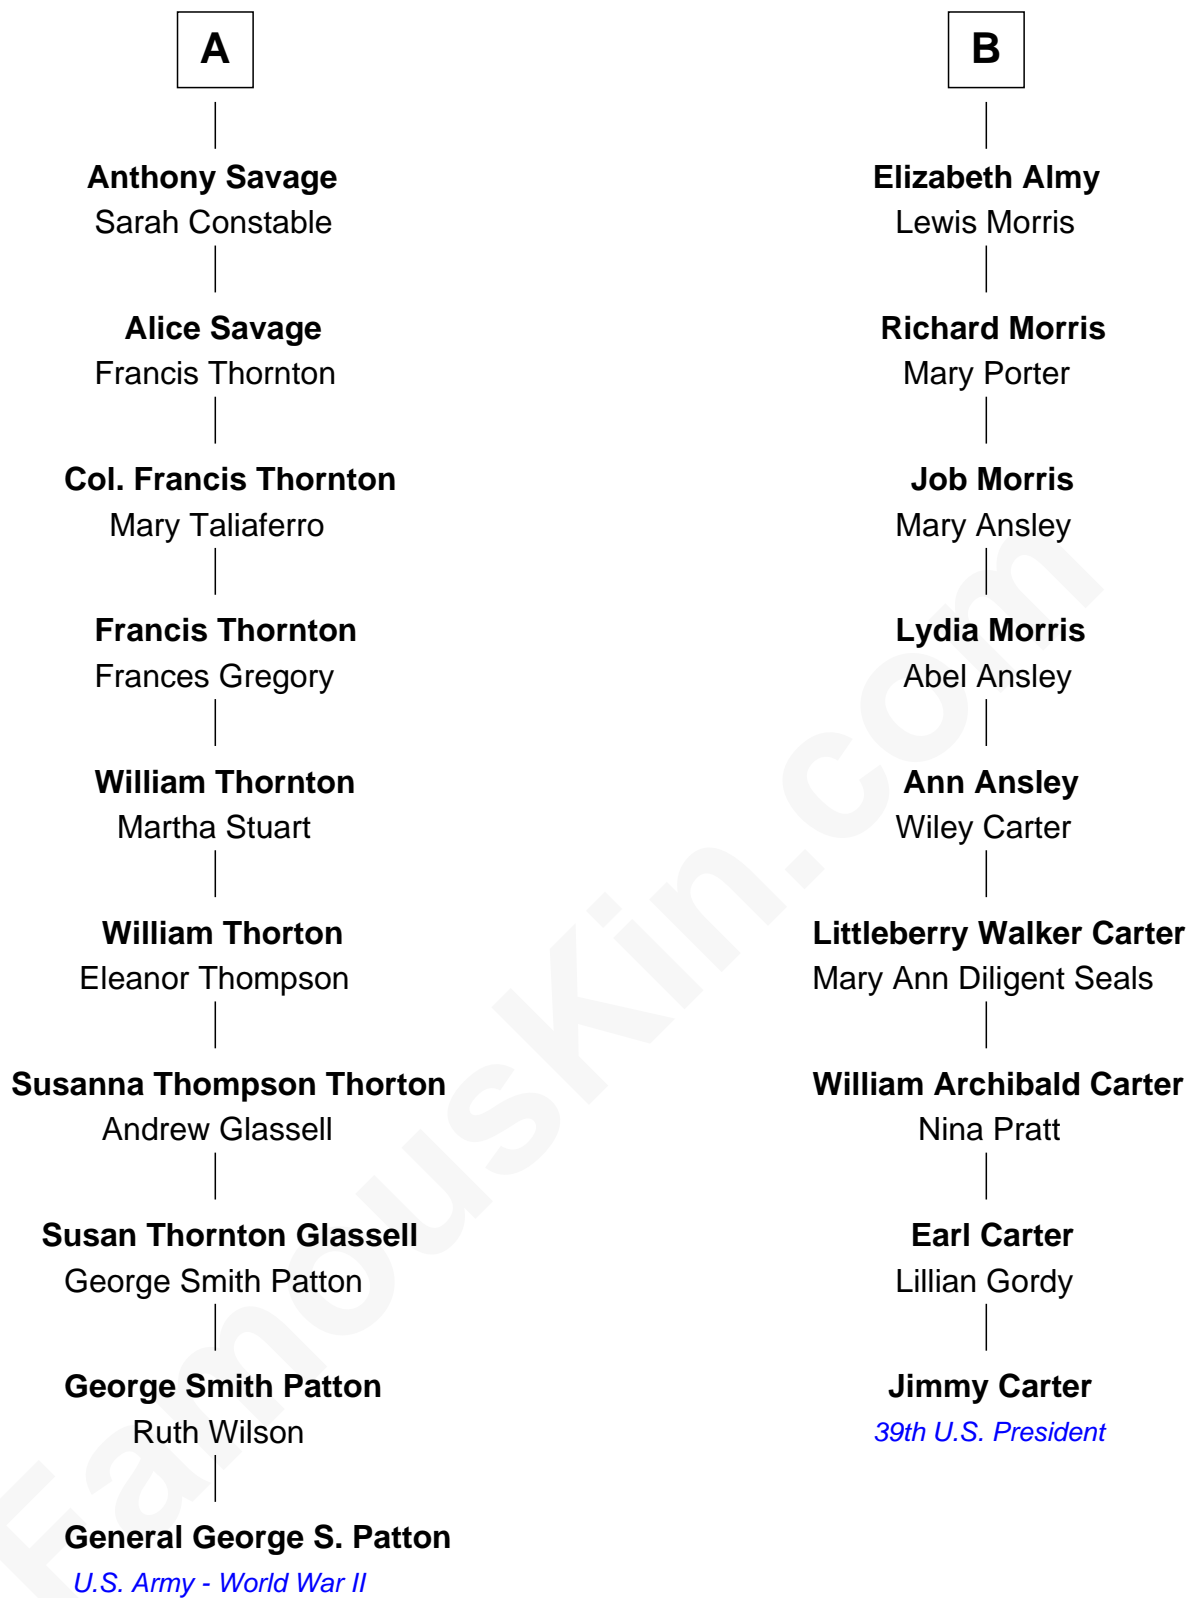 A
Anthony Savage
Sarah Constable
Alice Savage
Francis Thornton
Col. Francis Thornton
Mary Taliaferro
Francis Thornton
Frances Gregory
William Thornton
Martha Stuart
William Thorton
Eleanor Thompson
Susanna Thompson Thorton
Andrew Glassell
Susan Thornton Glassell
George Smith Patton
George Smith Patton
Ruth Wilson
General George S. Patton
U.S. Army - World War II
B
Elizabeth Almy
Lewis Morris
Richard Morris
Mary Porter
Job Morris
Mary Ansley
Lydia Morris
Abel Ansley
Ann Ansley
Wiley Carter
Littleberry Walker Carter
Mary Ann Diligent Seals
William Archibald Carter
Nina Pratt
Earl Carter
Lillian Gordy
Jimmy Carter
39th U.S. President
FamousKin.com